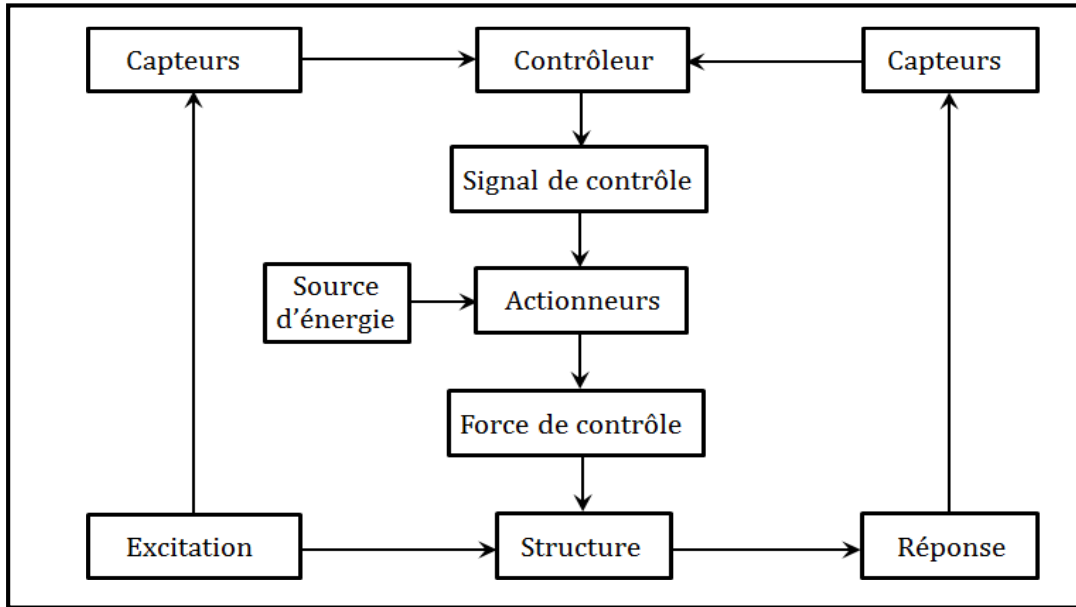 Capteurs
Contrôleur
Capteurs
Signal de contrôle
Source
d’énergie
Actionneurs
Force de contrôle
Excitation
Structure
Réponse